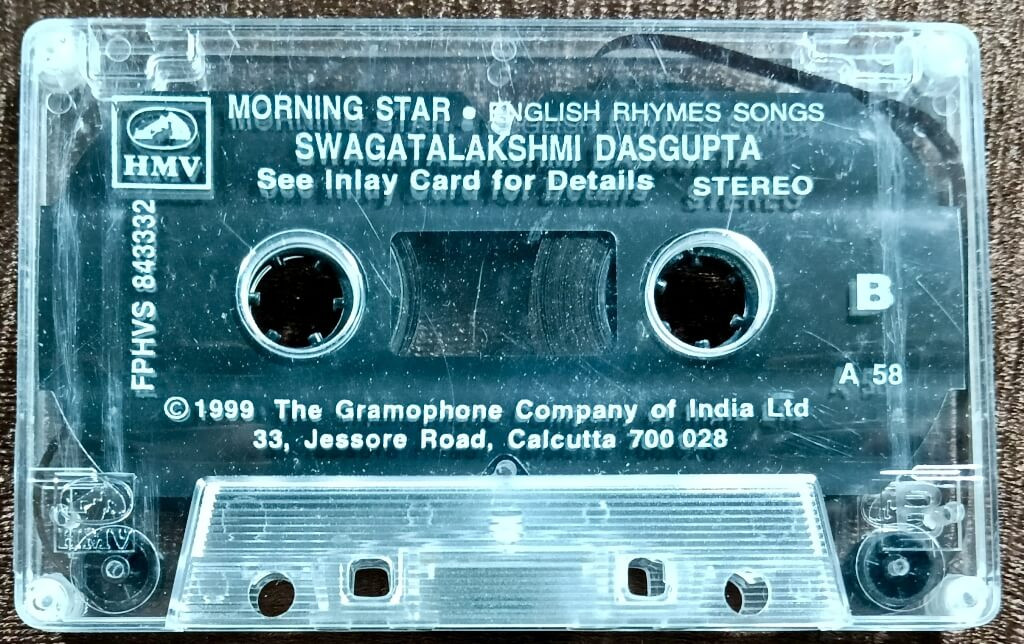 MORNING STAR • ENGLISH RHYMES SONGS
SWAGATALAKSHMI DASGUPTA
See Inlay Card for Details STEREO
HMV
FPHVS 843332
B
A 58
©1999 The Gramophone Company of India Ltd
33, Jessore Road, Calcutta 700 028
HMV
B